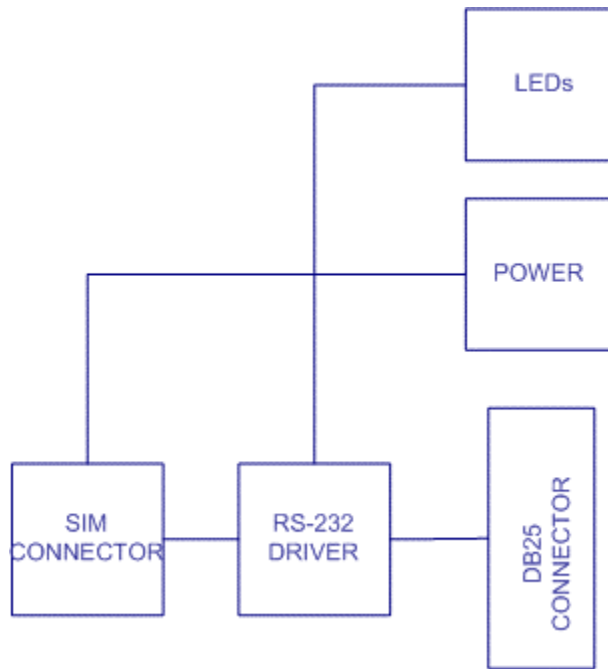 LEDs
POWER
SIM
CONNECTOR
RS-232
DRIVER
DB25
CONNECTOR